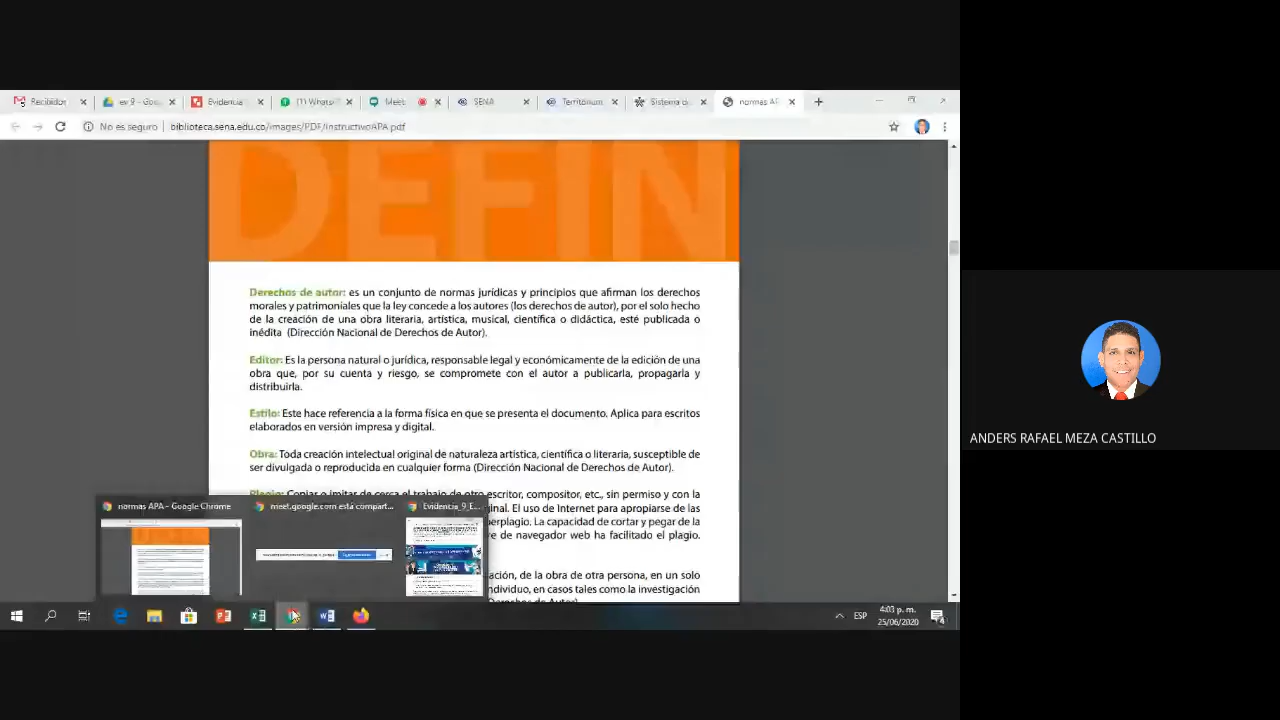 Recibidor
ev 9 - Goo
Evidencia
(1) WhatsA
Meet
SENA
Territorium
Sistema de
normas AP
No es seguro | biblioteca.sena.edu.co/images/PDF/instructivoAPA.pdf
DEFIN
Derechos de autor: es un conjunto de normas jurídicas y principios que afirman los derechos
morales y patrimoniales que la ley concede a los autores (los derechos de autor), por el solo hecho
de la creación de una obra literaria, artística, musical, científica o didáctica, esté publicada o
inédita (Dirección Nacional de Derechos de Autor).
Editor: Es la persona natural o jurídica, responsable legal y económicamente de la edición de una
obra que, por su cuenta y riesgo, se compromete con el autor a publicarla, propagarla y
distribuirla.
Estilo: Este hace referencia a la forma física en que se presenta el documento. Aplica para escritos
elaborados en versión impresa y digital.
Obra: Toda creación intelectual original de naturaleza artística, científica o literaria, susceptible de
ser divulgada o reproducida en cualquier forma (Dirección Nacional de Derechos de Autor).
Plagio: Copiar o imitar de cerca el trabajo de otro escritor, compositor, etc., sin permiso y con la
inal. El uso de Internet para apropiarse de las
erplagio. La capacidad de cortar y pegar de la
e de navegador web ha facilitado el plagio.
ación, de la obra de otra persona, en un solo
ndividuo, en casos tales como la investigación
Derechos de Autor)
normas APA - Google Chrome
meet.google.com está compart...
Evidencia_9_E...
ESP
4:03 p. m.
25/06/2020
ANDERS RAFAEL MEZA CASTILLO